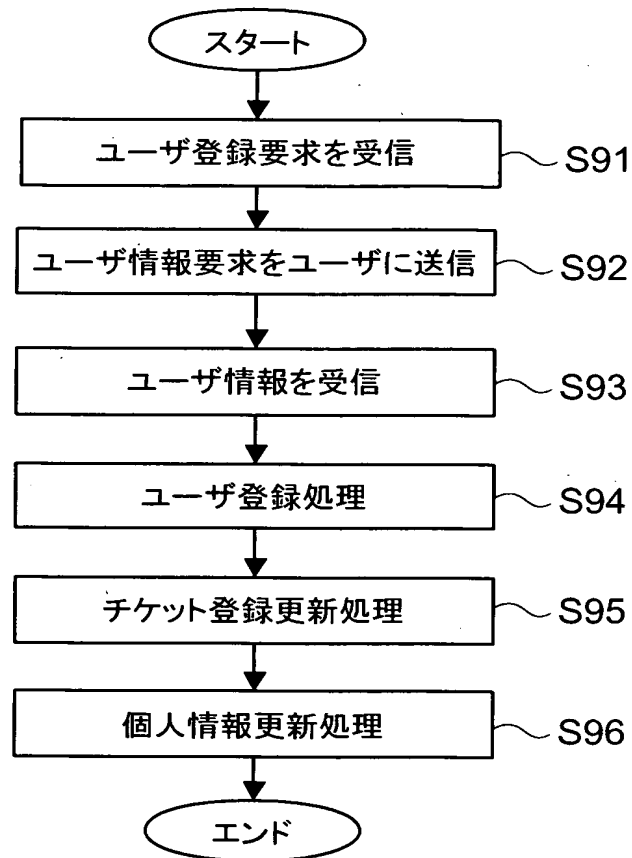 スタート
ユーザ登録要求を受信
S91
ユーザ情報要求をユーザに送信
S92
ユーザ情報を受信
S93
ユーザ登録処理
S94
チケット登録更新処理
S95
個人情報更新処理
S96
エンド